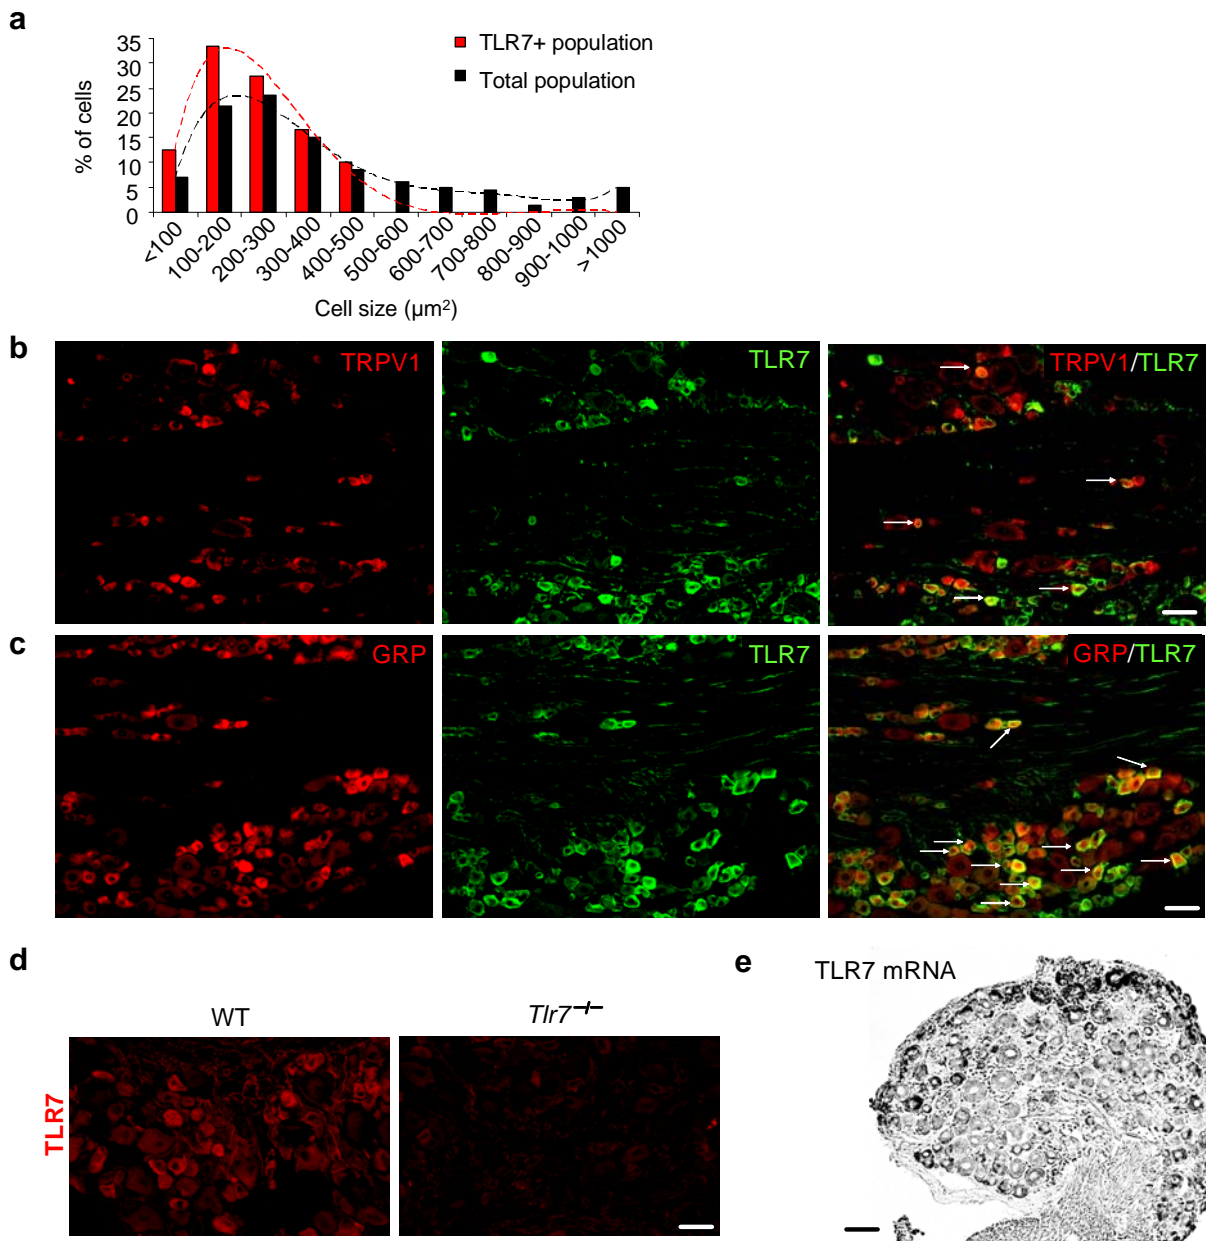 a
TLR7+ population
Total population
% of cells
35
30
25
20
15
10
5
0
<100
100-200
200-300
300-400
400-500
500-600
600-700
700-800
800-900
900-1000
>1000
Cell size (µm²)
b
TRPV1
TLR7
TRPV1/TLR7
c
GRP
TLR7
GRP/TLR7
d
WT
Tlr7−/−
TLR7
e
TLR7 mRNA